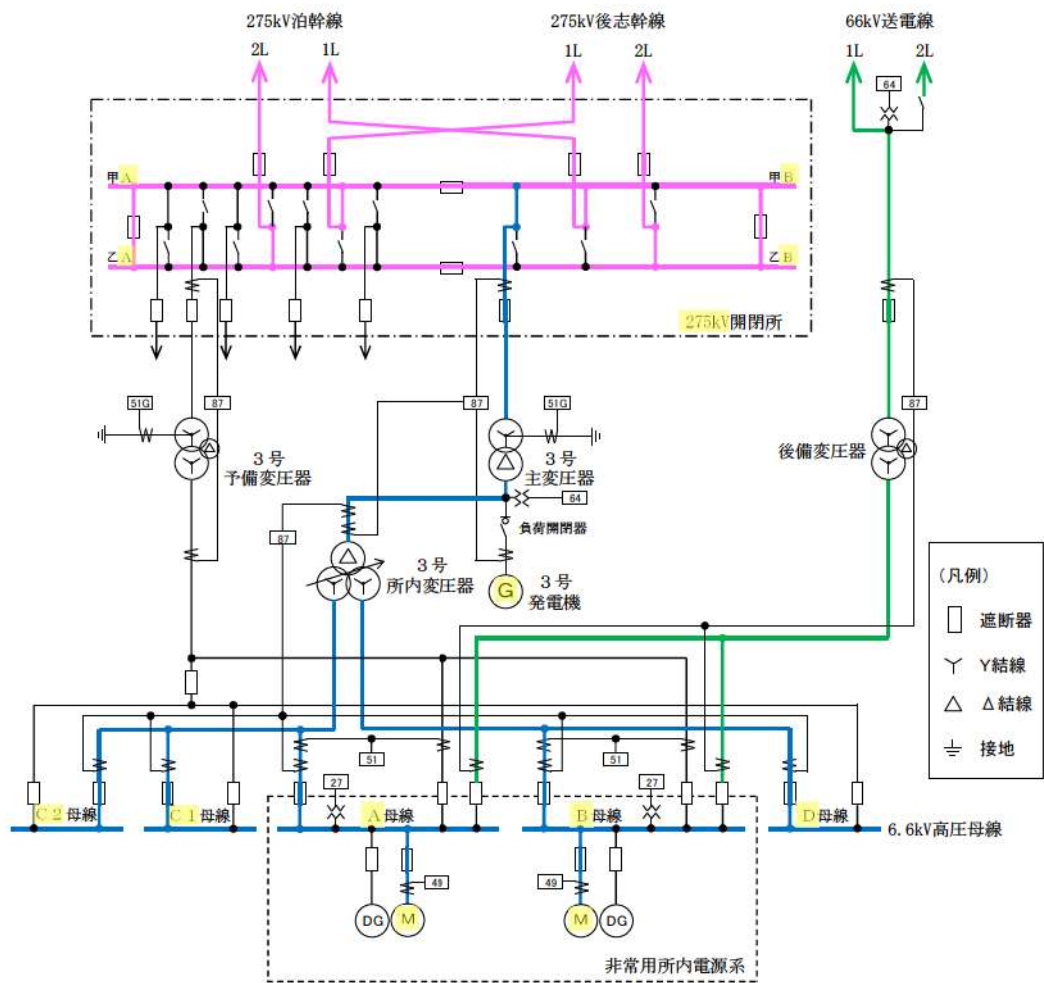 275kV泊幹線
275kV後志幹線
66kV送電線
2L
1L
1L
2L
1L
2L
64
甲A
甲B
乙A
乙B
275kV開閉所
51G
87
87
51G
87
3号
予備変圧器
3号
主変圧器
後備変圧器
64
87
負荷開閉器
3号
所内変圧器
G
3号
発電機
(凡例)
遮断器
Y結線
Δ結線
接地
51
51
27
27
C2母線
C1母線
A母線
B母線
D母線
6.6kV高圧母線
49
49
DG
M
M
DG
非常用所内電源系